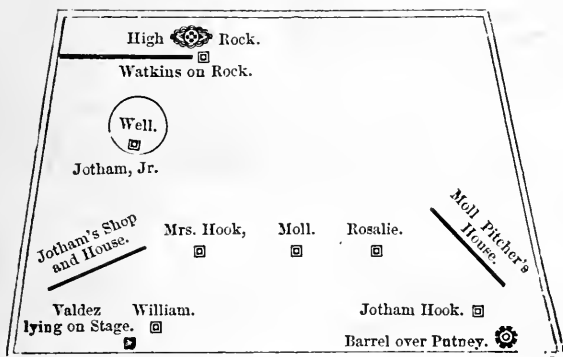 High Rock.
Watkins on Rock.
Well.
Jotham, Jr.
Jotham's Shop
and House.
Mrs. Hook, Moll. Rosalie.
Moll Pitcher's
House.
Valdez William.
lying on Stage.
Jotham Hook.
Barrel over Putney.